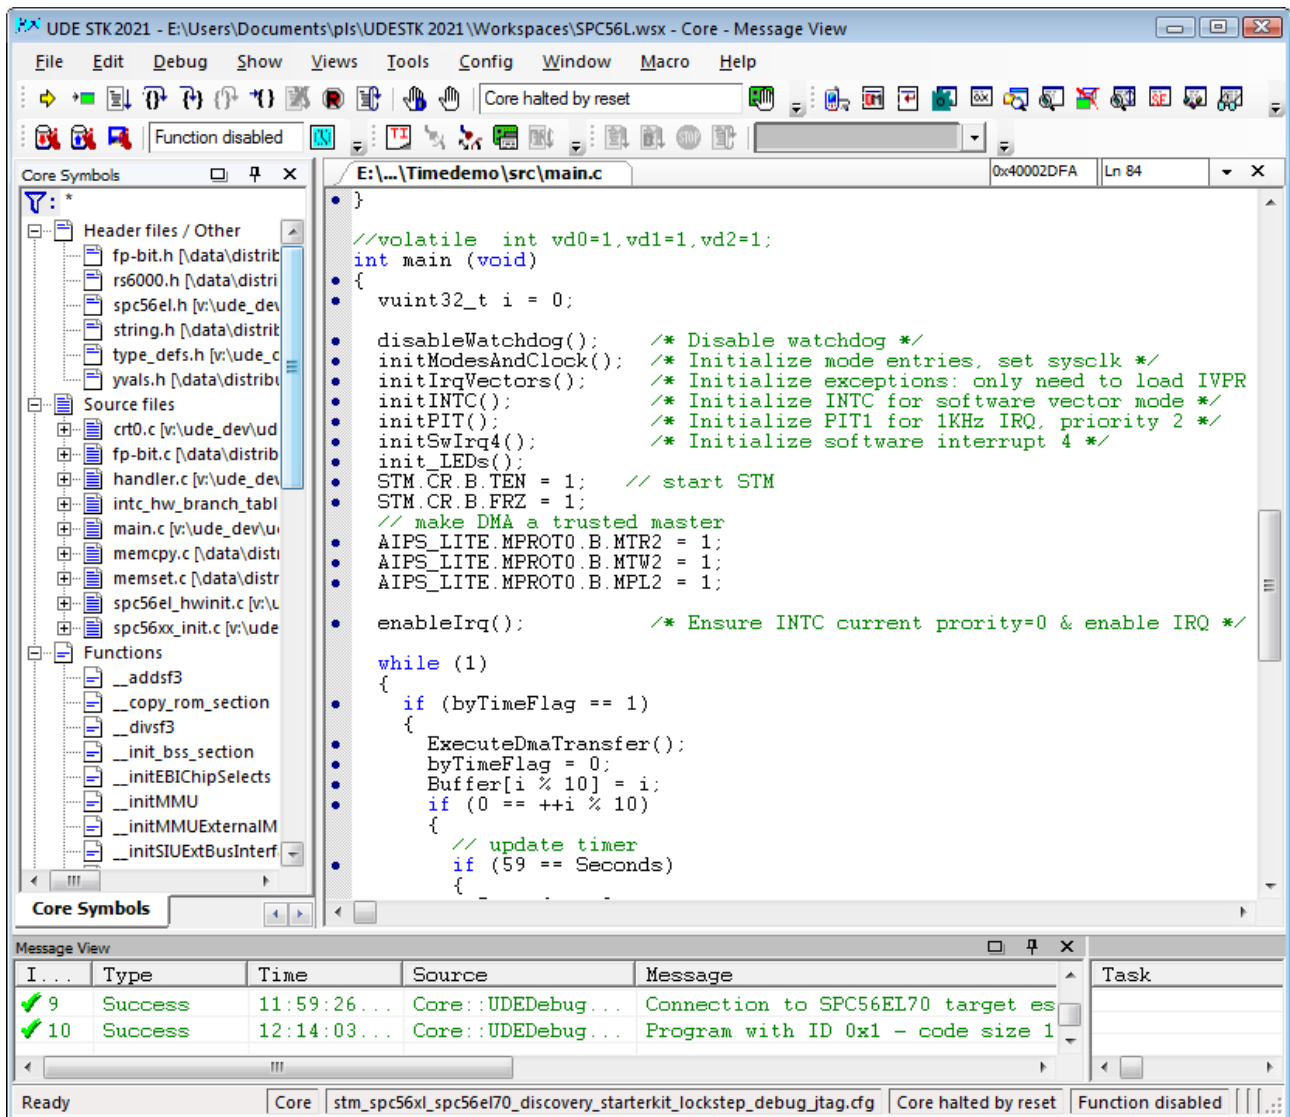 UDE STK 2021 - E:\Users\Documents\pls\UDESTK 2021\Workspaces\SPC56L.wsx - Core - Message View
File Edit Debug Show Views Tools Config Window Macro Help
Core halted by reset
Function disabled
Core Symbols
E:\...\Timedemo\src\main.c
0x40002DFA
Ln 84
*
Header files / Other
fp-bit.h [\data\distrib
rs6000.h [\data\distri
spc56el.h [v:\ude_dev
string.h [\data\distrib
type_defs.h [v:\ude_c
yvals.h [\data\distribu
Source files
crt0.c [v:\ude_dev\ud
fp-bit.c [\data\distrib
handler.c [v:\ude_dev
intc_hw_branch_tabl
main.c [v:\ude_dev\u
memcpy.c [\data\distr
memset.c [\data\distr
spc56el_hwinit.c [v:\u
spc56xx_init.c [v:\ude
Functions
__addsf3
__copy_rom_section
__divsf3
__init_bss_section
__initEBIChipSelects
__initMMU
__initMMUExternalM
__initSIUExtBusInterf
Core Symbols
}
//volatile  int vd0=1,vd1=1,vd2=1;
int main (void)
{
vuint32_t i = 0;
disableWatchdog();    /* Disable watchdog */
initModesAndClock();  /* Initialize mode entries, set sysclk */
initIrqVectors();     /* Initialize exceptions: only need to load IVPR
initINTC();           /* Initialize INTC for software vector mode */
initPIT();            /* Initialize PIT1 for 1KHz IRQ, priority 2 */
initSwIrq4();         /* Initialize software interrupt 4 */
init_LEDs();
STM.CR.B.TEN = 1;   // start STM
STM.CR.B.FRZ = 1;
// make DMA a trusted master
AIPS_LITE.MPROT0.B.MTR2 = 1;
AIPS_LITE.MPROT0.B.MTW2 = 1;
AIPS_LITE.MPROT0.B.MPL2 = 1;
enableIrq();          /* Ensure INTC current prority=0 & enable IRQ */
while (1)
{
if (byTimeFlag == 1)
{
ExecuteDmaTransfer();
byTimeFlag = 0;
Buffer[i % 10] = i;
if (0 == ++i % 10)
{
// update timer
if (59 == Seconds)
{
Message View
I... Type Time Source Message Task
9 Success 11:59:26... Core::UDEDebug... Connection to SPC56EL70 target es
10 Success 12:14:03... Core::UDEDebug... Program with ID 0x1 – code size 1
Ready Core stm_spc56xl_spc56el70_discovery_starterkit_lockstep_debug_jtag.cfg Core halted by reset Function disabled